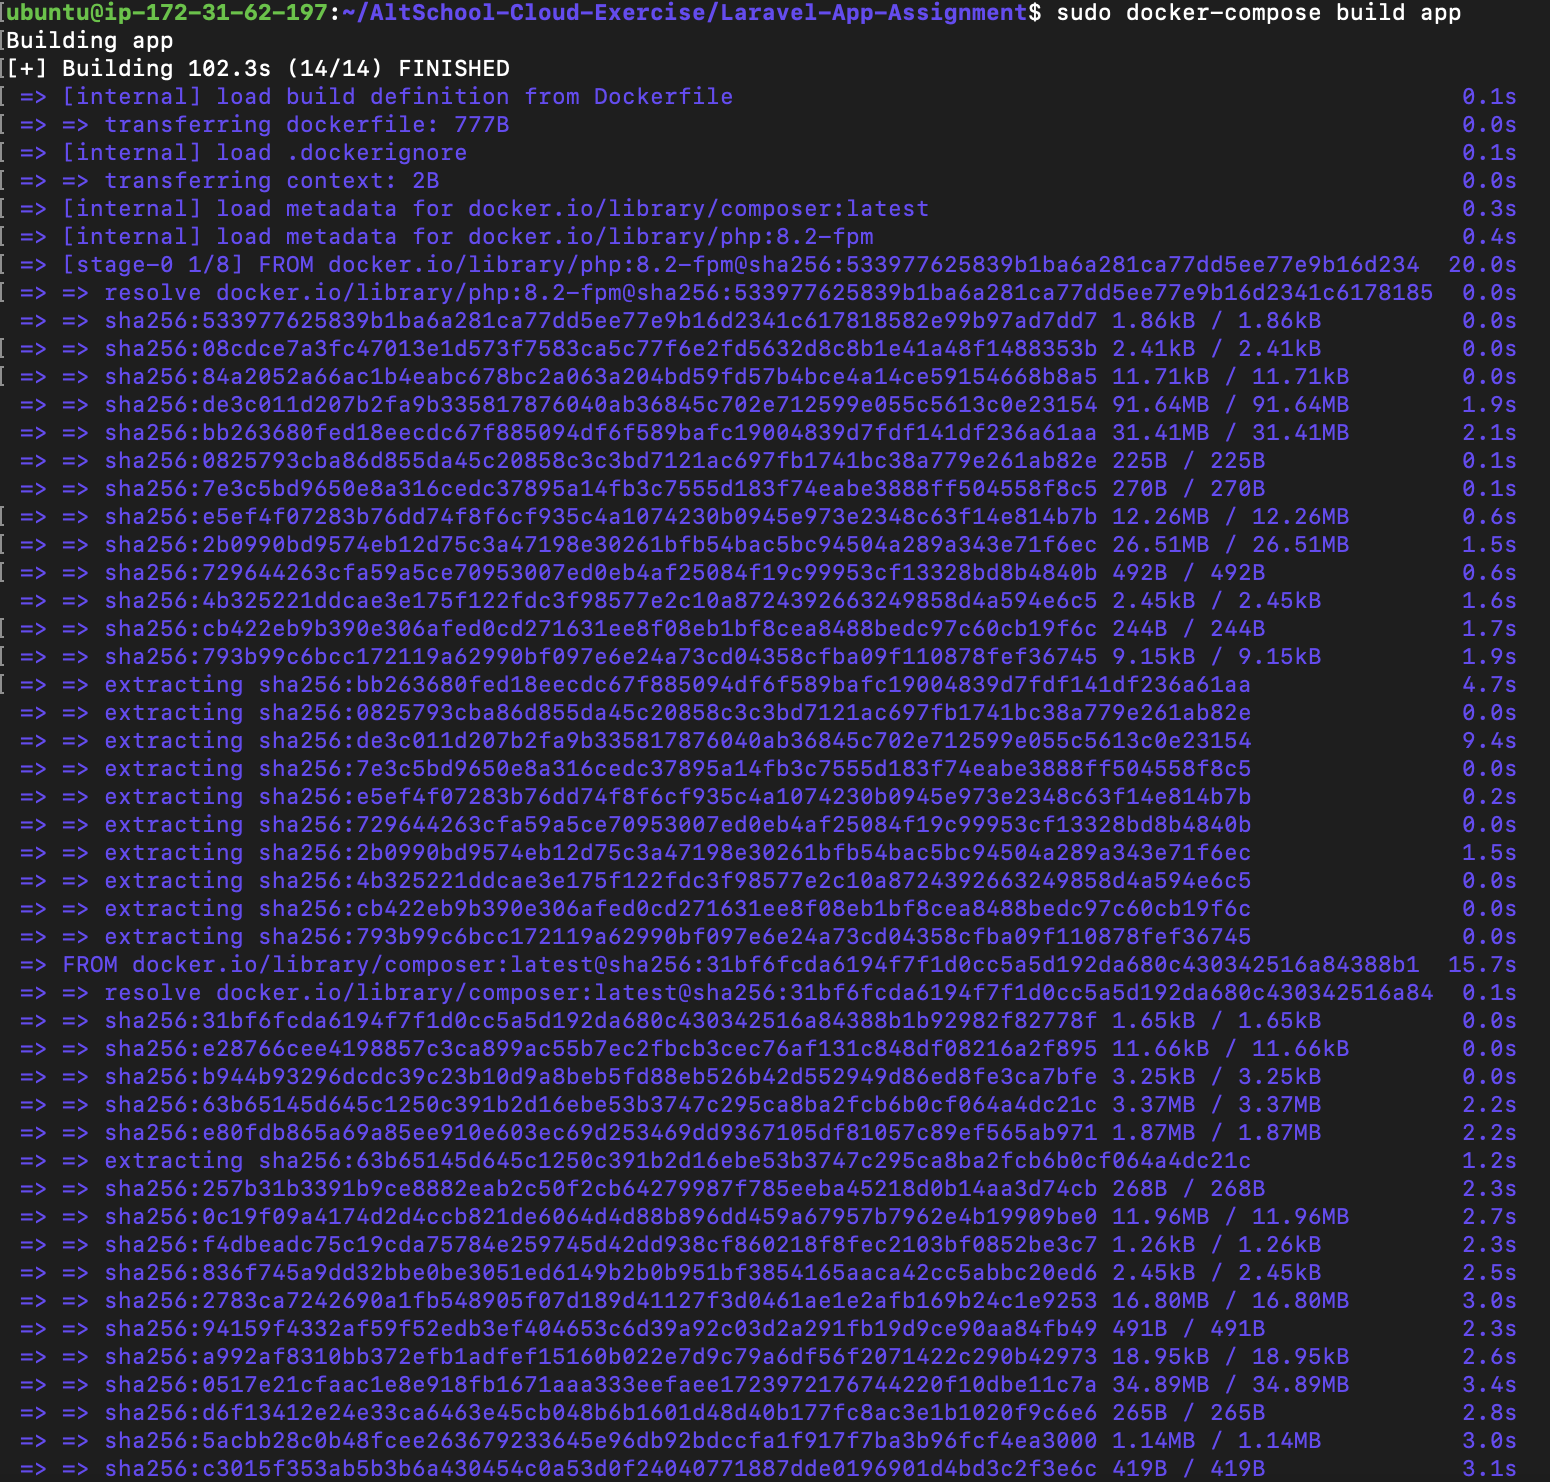 ubuntu@ip-172-31-62-197:~/AltSchool-Cloud-Exercise/Laravel-App-Assignment$ sudo docker-compose build app
Building app
[+] Building 102.3s (14/14) FINISHED
=> [internal] load build definition from Dockerfile 0.1s
=> => transferring dockerfile: 777B 0.0s
=> [internal] load .dockerignore 0.1s
=> => transferring context: 2B 0.0s
=> [internal] load metadata for docker.io/library/composer:latest 0.3s
=> [internal] load metadata for docker.io/library/php:8.2-fpm 0.4s
=> [stage-0 1/8] FROM docker.io/library/php:8.2-fpm@sha256:533977625839b1ba6a281ca77dd5ee77e9b16d234 20.0s
=> => resolve docker.io/library/php:8.2-fpm@sha256:533977625839b1ba6a281ca77dd5ee77e9b16d2341c6178185 0.0s
=> => sha256:533977625839b1ba6a281ca77dd5ee77e9b16d2341c617818582e99b97ad7dd7 1.86kB / 1.86kB 0.0s
=> => sha256:08cdce7a3fc47013e1d573f7583ca5c77f6e2fd5632d8c8b1e41a48f1488353b 2.41kB / 2.41kB 0.0s
=> => sha256:84a2052a66ac1b4eabc678bc2a063a204bd59fd57b4bce4a14ce59154668b8a5 11.71kB / 11.71kB 0.0s
=> => sha256:de3c011d207b2fa9b335817876040ab36845c702e712599e055c5613c0e23154 91.64MB / 91.64MB 1.9s
=> => sha256:bb263680fed18eecdc67f885094df6f589bafc19004839d7fdf141df236a61aa 31.41MB / 31.41MB 2.1s
=> => sha256:0825793cba86d855da45c20858c3c3bd7121ac697fb1741bc38a779e261ab82e 225B / 225B 0.1s
=> => sha256:7e3c5bd9650e8a316cedc37895a14fb3c7555d183f74eabe3888ff504558f8c5 270B / 270B 0.1s
=> => sha256:e5ef4f07283b76dd74f8f6cf935c4a1074230b0945e973e2348c63f14e814b7b 12.26MB / 12.26MB 0.6s
=> => sha256:2b0990bd9574eb12d75c3a47198e30261bfb54bac5bc94504a289a343e71f6ec 26.51MB / 26.51MB 1.5s
=> => sha256:729644263cfa59a5ce70953007ed0eb4af25084f19c99953cf13328bd8b4840b 492B / 492B 0.6s
=> => sha256:4b325221ddcae3e175f122fdc3f98577e2c10a8724392663249858d4a594e6c5 2.45kB / 2.45kB 1.6s
=> => sha256:cb422eb9b390e306afed0cd271631ee8f08eb1bf8cea8488bedc97c60cb19f6c 244B / 244B 1.7s
=> => sha256:793b99c6bcc172119a62990bf097e6e24a73cd04358cfba09f110878fef36745 9.15kB / 9.15kB 1.9s
=> => extracting sha256:bb263680fed18eecdc67f885094df6f589bafc19004839d7fdf141df236a61aa 4.7s
=> => extracting sha256:0825793cba86d855da45c20858c3c3bd7121ac697fb1741bc38a779e261ab82e 0.0s
=> => extracting sha256:de3c011d207b2fa9b335817876040ab36845c702e712599e055c5613c0e23154 9.4s
=> => extracting sha256:7e3c5bd9650e8a316cedc37895a14fb3c7555d183f74eabe3888ff504558f8c5 0.0s
=> => extracting sha256:e5ef4f07283b76dd74f8f6cf935c4a1074230b0945e973e2348c63f14e814b7b 0.2s
=> => extracting sha256:729644263cfa59a5ce70953007ed0eb4af25084f19c99953cf13328bd8b4840b 0.0s
=> => extracting sha256:2b0990bd9574eb12d75c3a47198e30261bfb54bac5bc94504a289a343e71f6ec 1.5s
=> => extracting sha256:4b325221ddcae3e175f122fdc3f98577e2c10a8724392663249858d4a594e6c5 0.0s
=> => extracting sha256:cb422eb9b390e306afed0cd271631ee8f08eb1bf8cea8488bedc97c60cb19f6c 0.0s
=> => extracting sha256:793b99c6bcc172119a62990bf097e6e24a73cd04358cfba09f110878fef36745 0.0s
=> FROM docker.io/library/composer:latest@sha256:31bf6fcda6194f7f1d0cc5a5d192da680c430342516a84388b1 15.7s
=> => resolve docker.io/library/composer:latest@sha256:31bf6fcda6194f7f1d0cc5a5d192da680c430342516a84 0.1s
=> => sha256:31bf6fcda6194f7f1d0cc5a5d192da680c430342516a84388b1b92982f82778f 1.65kB / 1.65kB 0.0s
=> => sha256:e28766cee4198857c3ca899ac55b7ec2fbcb3cec76af131c848df08216a2f895 11.66kB / 11.66kB 0.0s
=> => sha256:b944b93296dcdc39c23b10d9a8beb5fd88eb526b42d552949d86ed8fe3ca7bfe 3.25kB / 3.25kB 0.0s
=> => sha256:63b65145d645c1250c391b2d16ebe53b3747c295ca8ba2fcb6b0cf064a4dc21c 3.37MB / 3.37MB 2.2s
=> => sha256:e80fdb865a69a85ee910e603ec69d253469dd9367105df81057c89ef565ab971 1.87MB / 1.87MB 2.2s
=> => extracting sha256:63b65145d645c1250c391b2d16ebe53b3747c295ca8ba2fcb6b0cf064a4dc21c 1.2s
=> => sha256:257b31b3391b9ce8882eab2c50f2cb64279987f785eeba45218d0b14aa3d74cb 268B / 268B 2.3s
=> => sha256:0c19f09a4174d2d4ccb821de6064d4d88b896dd459a67957b7962e4b19909be0 11.96MB / 11.96MB 2.7s
=> => sha256:f4dbeadc75c19cda75784e259745d42dd938cf860218f8fec2103bf0852be3c7 1.26kB / 1.26kB 2.3s
=> => sha256:836f745a9dd32bbe0be3051ed6149b2b0b951bf3854165aaca42cc5abbc20ed6 2.45kB / 2.45kB 2.5s
=> => sha256:2783ca7242690a1fb548905f07d189d41127f3d0461ae1e2afb169b24c1e9253 16.80MB / 16.80MB 3.0s
=> => sha256:94159f4332af59f52edb3ef404653c6d39a92c03d2a291fb19d9ce90aa84fb49 491B / 491B 2.3s
=> => sha256:a992af8310bb372efb1adfef15160b022e7d9c79a6df56f2071422c290b42973 18.95kB / 18.95kB 2.6s
=> => sha256:0517e21cfaac1e8e918fb1671aaa333eefaee1723972176744220f10dbe11c7a 34.89MB / 34.89MB 3.4s
=> => sha256:d6f13412e24e33ca6463e45cb048b6b1601d48d40b177fc8ac3e1b1020f9c6e6 265B / 265B 2.8s
=> => sha256:5acbb28c0b48fcee263679233645e96db92bdccfa1f917f7ba3b96fcf4ea3000 1.14MB / 1.14MB 3.0s
=> => sha256:c3015f353ab5b3b6a430454c0a53d0f24040771887dde0196901d4bd3c2f3e6c 419B / 419B 3.1s